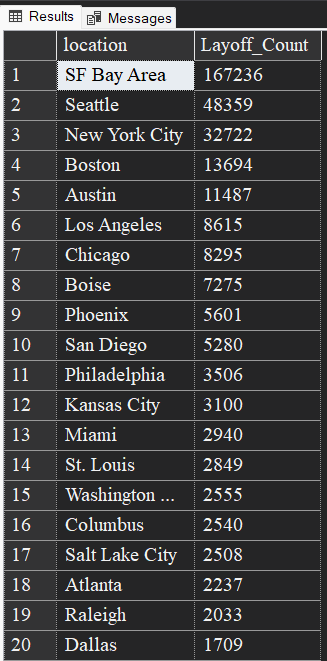 Results Messages
location Layoff_Count
1 SF Bay Area 167236
2 Seattle 48359
3 New York City 32722
4 Boston 13694
5 Austin 11487
6 Los Angeles 8615
7 Chicago 8295
8 Boise 7275
9 Phoenix 5601
10 San Diego 5280
11 Philadelphia 3506
12 Kansas City 3100
13 Miami 2940
14 St. Louis 2849
15 Washington ... 2555
16 Columbus 2540
17 Salt Lake City 2508
18 Atlanta 2237
19 Raleigh 2033
20 Dallas 1709